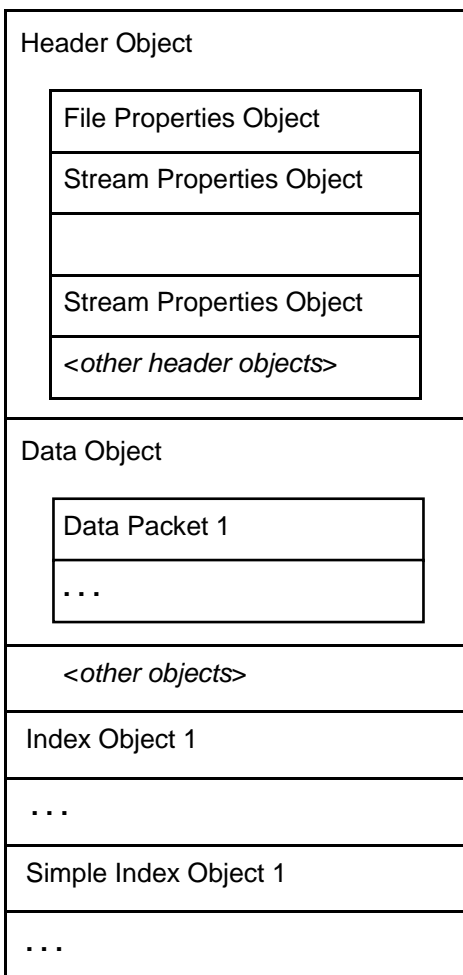 Header Object
File Properties Object
Stream Properties Object
Stream Properties Object
<other header objects>
Data Object
Data Packet 1
. . .
<other objects>
Index Object 1
. . .
Simple Index Object 1
. . .